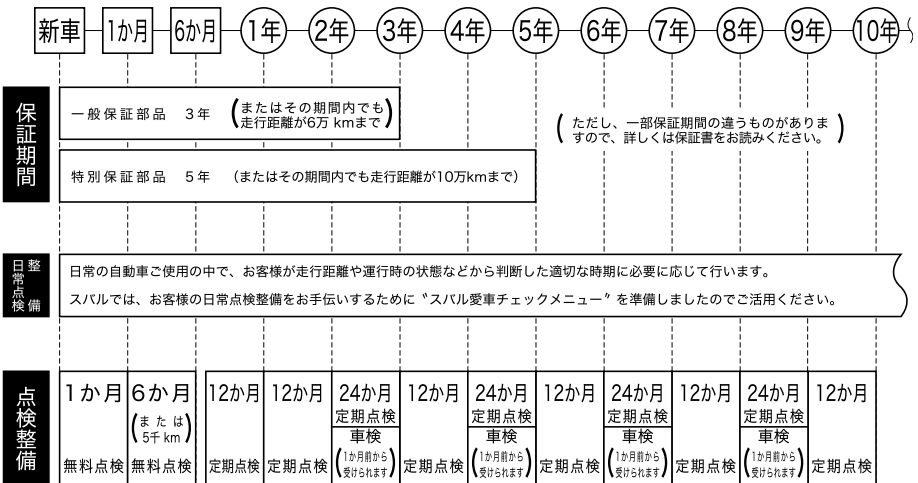 新車 1か月 6か月 1年 2年 3年 4年 5年 6年 7年 8年 9年 10年
保証期間
一般保証部品 3年 (またはその期間内でも
走行距離が6万kmまで)
(ただし、一部保証期間の違うものがありま
すので、詳しくは保証書をお読みください。)
特別保証部品 5年 (またはその期間内でも走行距離が10万kmまで)
日常点検
整備
日常の自動車ご使用の中で、お客様が走行距離や運行時の状態などから判断した適切な時期に必要に応じて行います。
スバルでは、お客様の日常点検整備をお手伝いするために〝スバル愛車チェックメニュー〞を準備しましたのでご活用ください。
点検整備
1か月
無料点検
6か月
(または
5千km)
無料点検
12か月
定期点検
12か月
定期点検
24か月
定期点検
車検
(1か月前から
受けられます)
12か月
定期点検
24か月
定期点検
車検
(1か月前から
受けられます)
12か月
定期点検
24か月
定期点検
車検
(1か月前から
受けられます)
12か月
定期点検
24か月
定期点検
車検
(1か月前から
受けられます)
12か月
定期点検